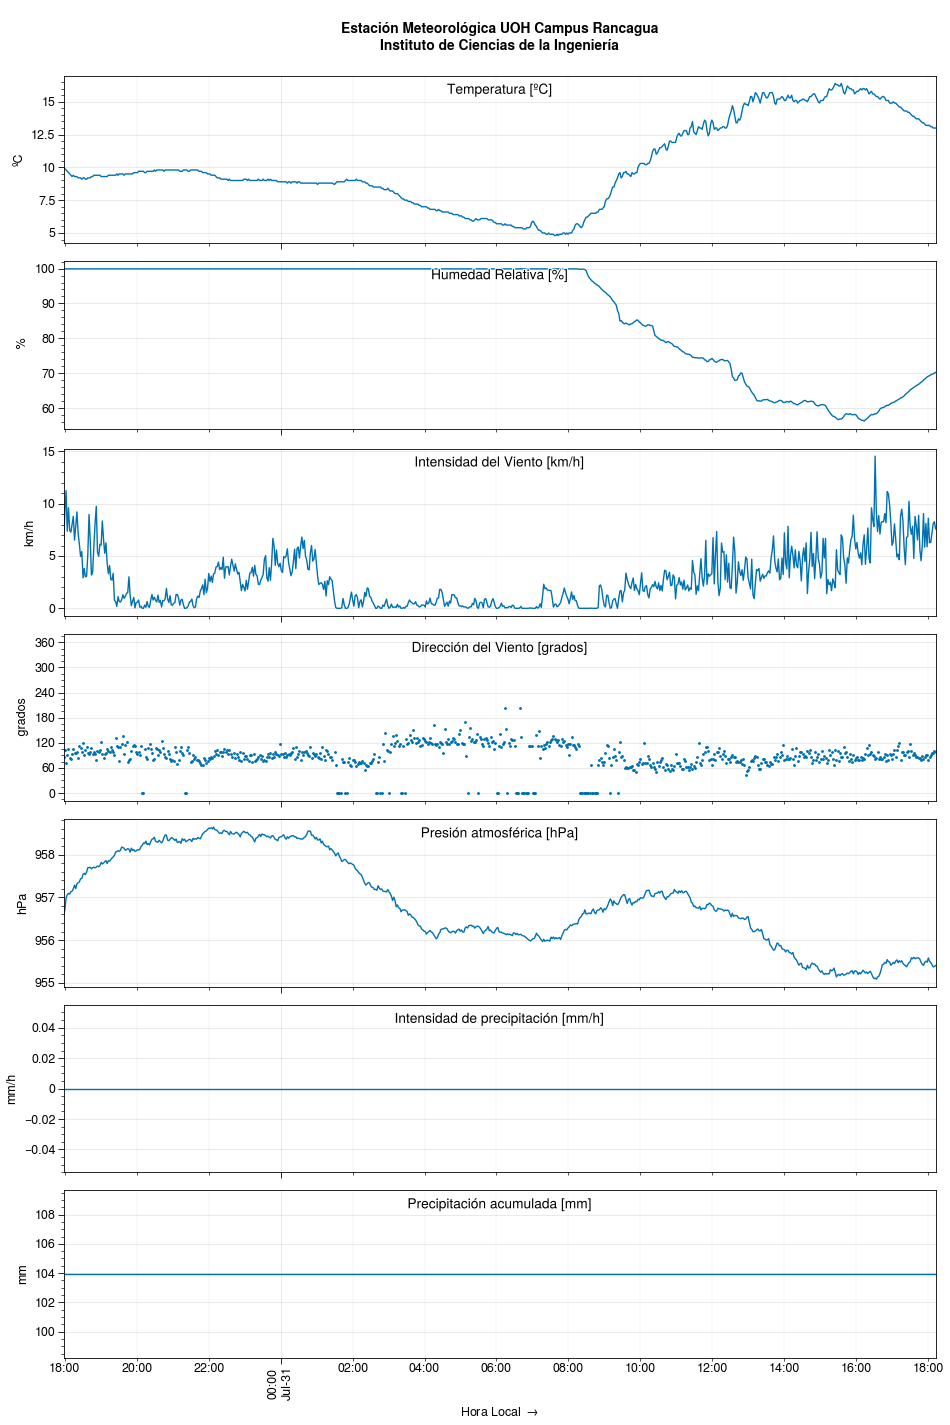 Estación Meteorológica UOH Campus Rancagua
Instituto de Ciencias de la Ingeniería
Temperatura [ºC]
15
12.5
10
7.5
5
ºC
Humedad Relativa [%]
100
90
80
70
60
%
Intensidad del Viento [km/h]
15
10
5
0
km/h
Dirección del Viento [grados]
360
300
240
180
120
60
0
grados
Presión atmosférica [hPa]
958
957
956
955
hPa
Intensidad de precipitación [mm/h]
0.04
0.02
0
−0.02
−0.04
mm/h
Precipitación acumulada [mm]
108
106
104
102
100
mm
18:00 20:00 22:00 00:00 02:00 04:00 06:00 08:00 10:00 12:00 14:00 16:00 18:00
Jul-31
Hora Local →